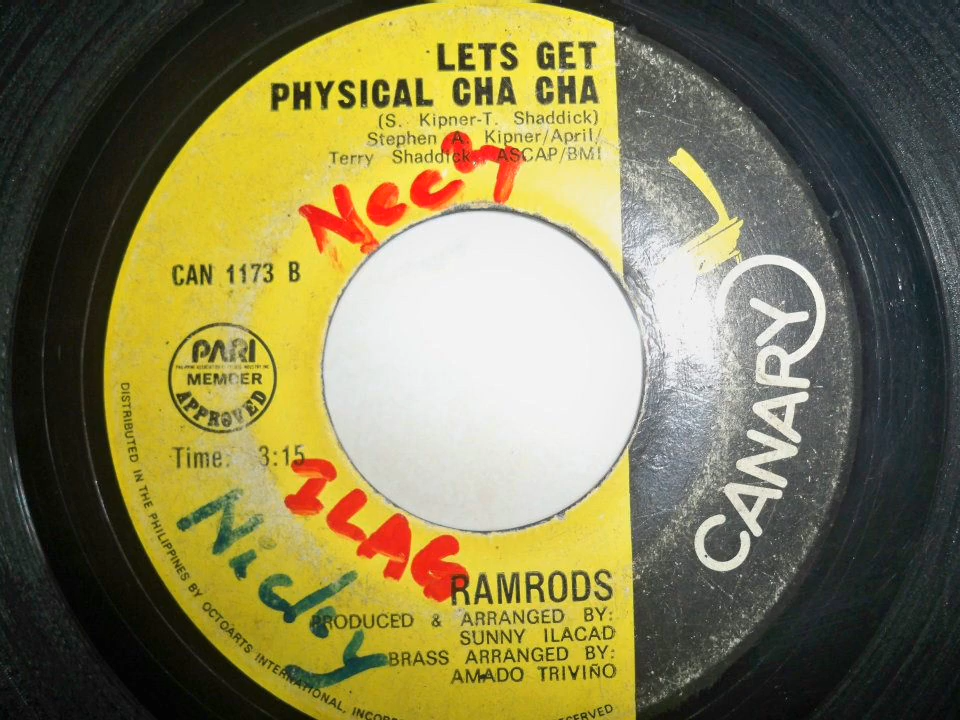 LETS GET
PHYSICAL CHA CHA
(S. Kipner-T. Shaddick)
Stephen A. Kipner/April/
Terry Shaddick ASCAP/BMI
CAN 1173 B
PARI
MEMBER
APPROVED
Time: 3:15
ILAG
Nicky
RAMRODS
PRODUCED & ARRANGED BY:
SUNNY ILACAD
BRASS ARRANGED BY:
AMADO TRIVIÑO
DISTRIBUTED IN THE PHILIPPINES BY OCTOARTS INTERNATIONAL,
CANARY